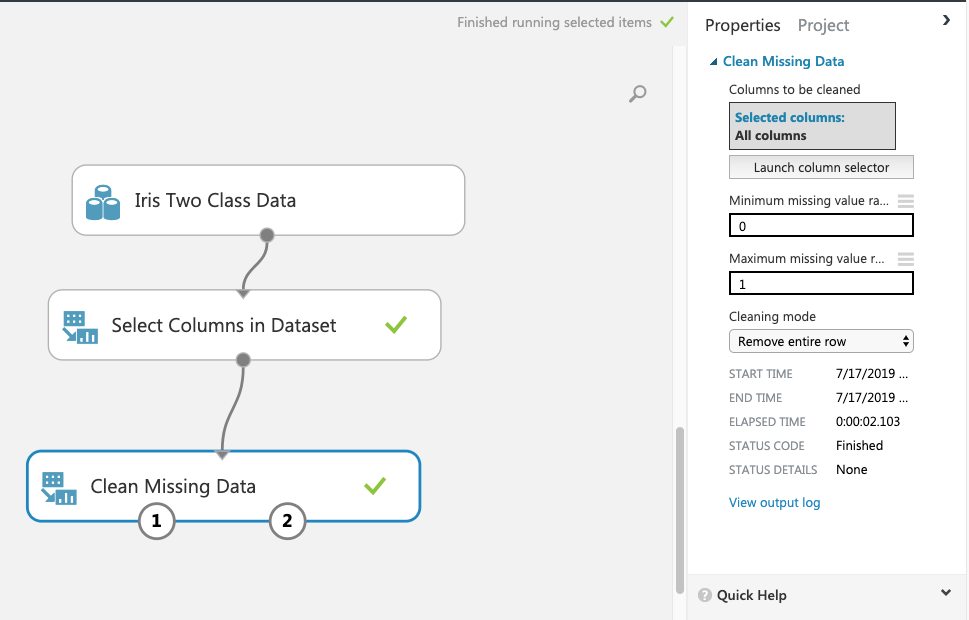 Finished running selected items
Iris Two Class Data
Select Columns in Dataset
Clean Missing Data
1 2
Properties Project
Clean Missing Data
Columns to be cleaned
Selected columns:
All columns
Launch column selector
Minimum missing value ra...
0
Maximum missing value r...
1
Cleaning mode
Remove entire row
START TIME 7/17/2019 ...
END TIME 7/17/2019 ...
ELAPSED TIME 0:00:02.103
STATUS CODE Finished
STATUS DETAILS None
View output log
? Quick Help